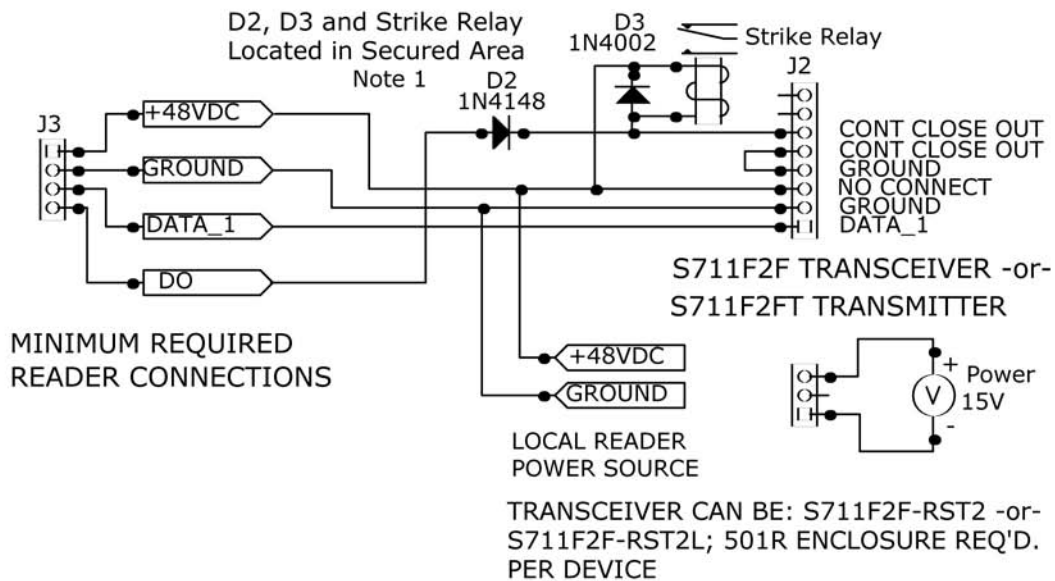 D2, D3 and Strike Relay
Located in Secured Area
Note 1
D3
1N4002
Strike Relay
D2
1N4148
J2
J3
+48VDC
GROUND
DATA_1
DO
CONT CLOSE OUT
CONT CLOSE OUT
GROUND
NO CONNECT
GROUND
DATA_1
S711F2F TRANSCEIVER -or-
S711F2FT TRANSMITTER
MINIMUM REQUIRED
READER CONNECTIONS
+48VDC
GROUND
LOCAL READER
POWER SOURCE
+
V
-
Power
15V
TRANSCEIVER CAN BE: S711F2F-RST2 -or-
S711F2F-RST2L; 501R ENCLOSURE REQ'D.
PER DEVICE